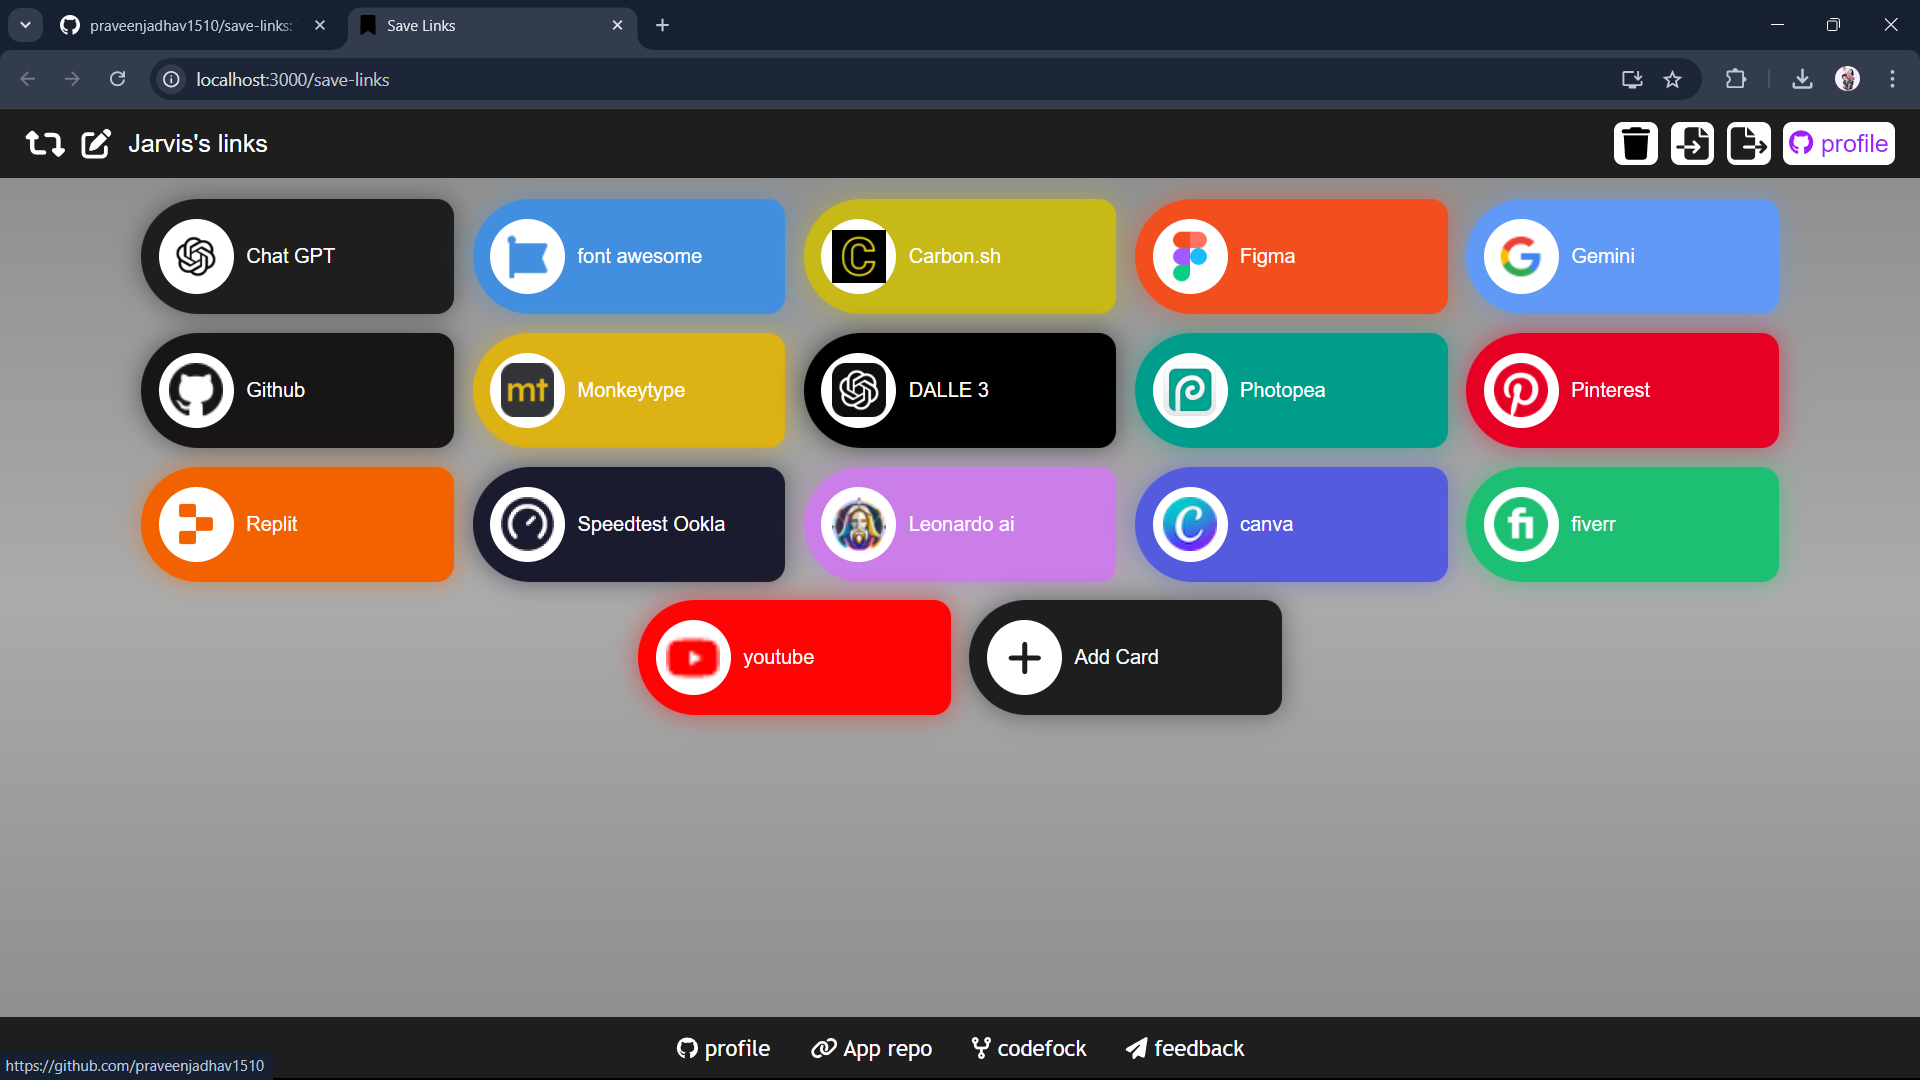 praveenjadhav1510/save-links:
Save Links
localhost:3000/save-links
Jarvis's links
profile
Chat GPT
font awesome
Carbon.sh
Figma
Gemini
Github
mt
Monkeytype
DALLE 3
Photopea
Pinterest
Replit
Speedtest Ookla
Leonardo ai
canva
fi
fiverr
youtube
Add Card
profile
App repo
codefock
feedback
https://github.com/praveenjadhav1510